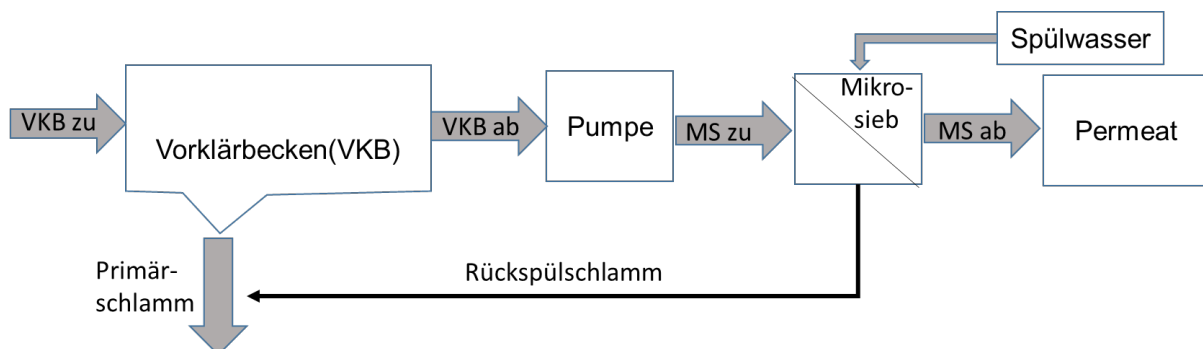 Spülwasser
VKB zu
Vorklärbecken(VKB)
VKB ab
Pumpe
MS zu
Mikro-
sieb
MS ab
Permeat
Primär-
schlamm
Rückspülschlamm